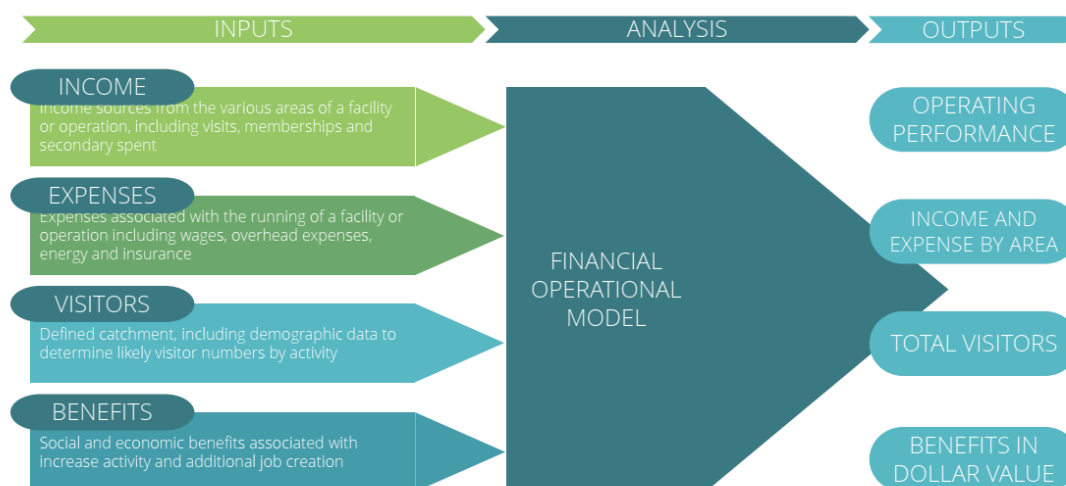 INPUTS
ANALYSIS
OUTPUTS
INCOME
Income sources from the various areas of a facility
or operation, including visits, memberships and
secondary spent
EXPENSES
Expenses associated with the running of a facility or
operation including wages, overhead expenses,
energy and insurance
VISITORS
Defined catchment, including demographic data to
determine likely visitor numbers by activity
BENEFITS
Social and economic benefits associated with
increase activity and additional job creation
FINANCIAL
OPERATIONAL
MODEL
OPERATING
PERFORMANCE
INCOME AND
EXPENSE BY AREA
TOTAL VISITORS
BENEFITS IN
DOLLAR VALUE